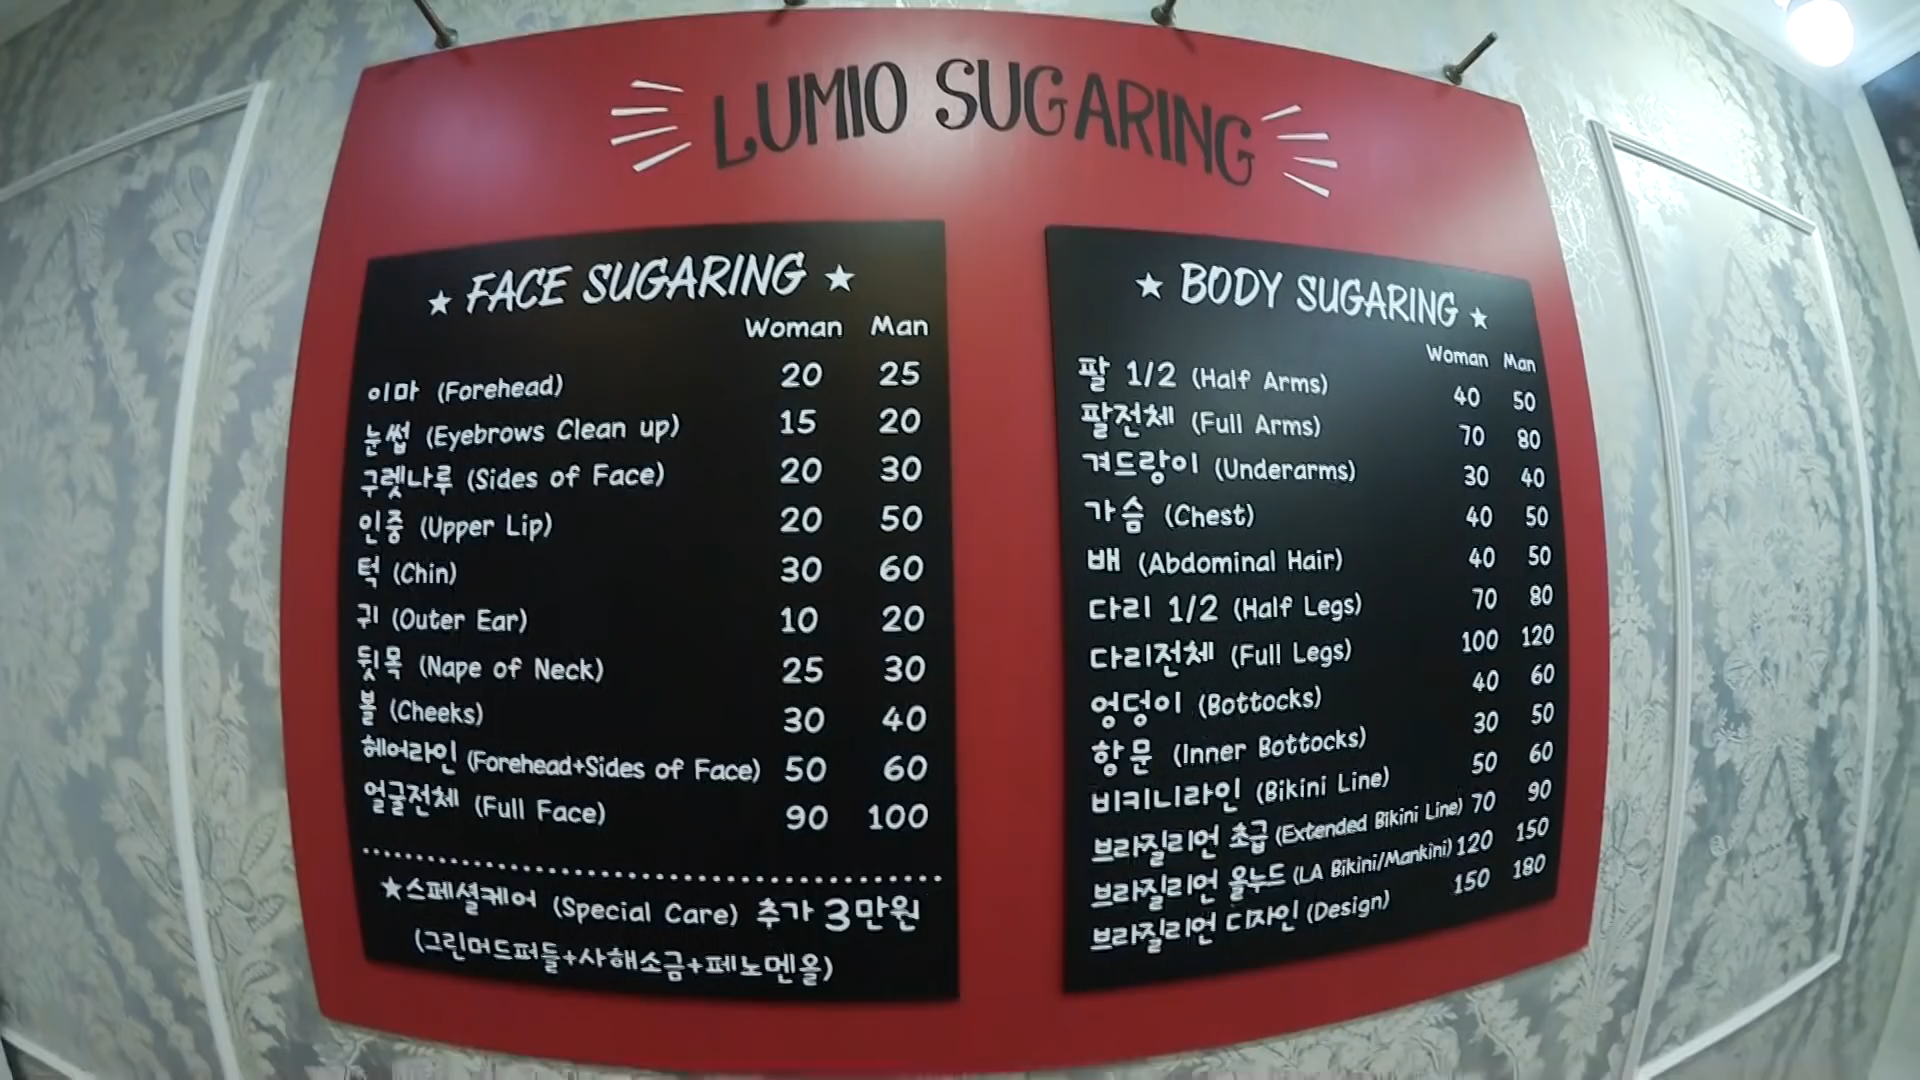 LUMIO SUGARING
★ FACE SUGARING ★
Woman Man
이마 (Forehead) 20 25
눈썹 (Eyebrows Clean up) 15 20
구렛나루 (Sides of Face) 20 30
인중 (Upper Lip) 20 50
턱 (Chin) 30 60
귀 (Outer Ear) 10 20
뒷목 (Nape of Neck) 25 30
볼 (Cheeks) 30 40
헤어라인 (Forehead+Sides of Face) 50 60
얼굴전체 (Full Face) 90 100
★스페셜케어 (Special Care) 추가 3만원
(그린머드퍼들+사해소금+페노멘올)
★ BODY SUGARING ★
Woman Man
팔 1/2 (Half Arms) 40 50
팔전체 (Full Arms) 70 80
겨드랑이 (Underarms) 30 40
가슴 (Chest) 40 50
배 (Abdominal Hair) 40 50
다리 1/2 (Half Legs) 70 80
다리전체 (Full Legs) 100 120
엉덩이 (Bottocks) 40 60
항문 (Inner Bottocks) 30 50
비키니라인 (Bikini Line) 50 60
브라질리언 초급 (Extended Bikini Line) 70 90
브라질리언 올누드 (LA Bikini/Mankini) 120 150
브라질리언 디자인 (Design) 150 180